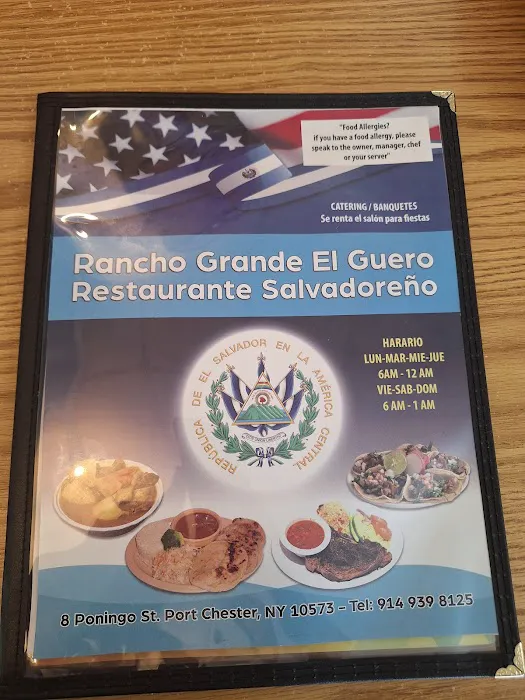 "Food Allergies?
if you have a food allergy, please
speak to the owner, manager, chef
or your server"
CATERING / BANQUETES
Se renta el salón para fiestas
Rancho Grande El Guero
Restaurante Salvadoreño
HARARIO
LUN-MAR-MIE-JUE
6AM - 12 AM
VIE-SAB-DOM
6 AM - 1 AM
REPÚBLICA DE EL SALVADOR EN LA AMÉRICA CENTRAL
8 Poningo St. Port Chester, NY 10573 – Tel: 914 939 8125